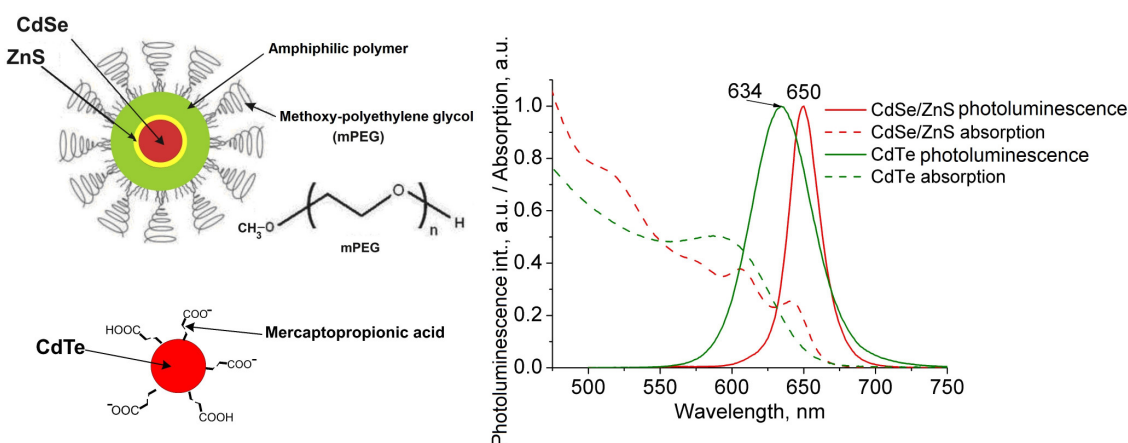 CdSe
ZnS
Amphiphilic polymer
Methoxy-polyethylene glycol
(mPEG)
CH₃–O
O
H
n
mPEG
COO⁻
HOOC
Mercaptopropionic acid
CdTe
COO⁻
⁻OOC
COOH
Photoluminescence int., a.u. / Absorption, a.u.
634 650
CdSe/ZnS photoluminescence
CdSe/ZnS absorption
CdTe photoluminescence
CdTe absorption
1.0
0.8
0.6
0.4
0.2
0.0
500 550 600 650 700 750
Wavelength, nm